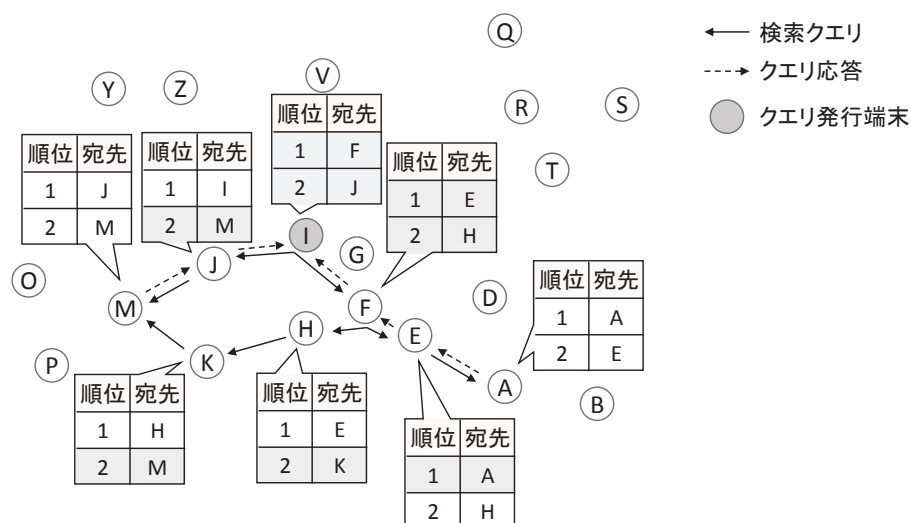 Q
検索クエリ
クエリ応答
クエリ発行端末
V
Y
Z
R
S
T
順位 宛先
1 F
2 J
順位 宛先
1 J
2 M
順位 宛先
1 I
2 M
順位 宛先
1 E
2 H
I
G
J
O
M
F
D
H
E
K
P
A
B
順位 宛先
1 A
2 E
順位 宛先
1 H
2 M
順位 宛先
1 E
2 K
順位 宛先
1 A
2 H